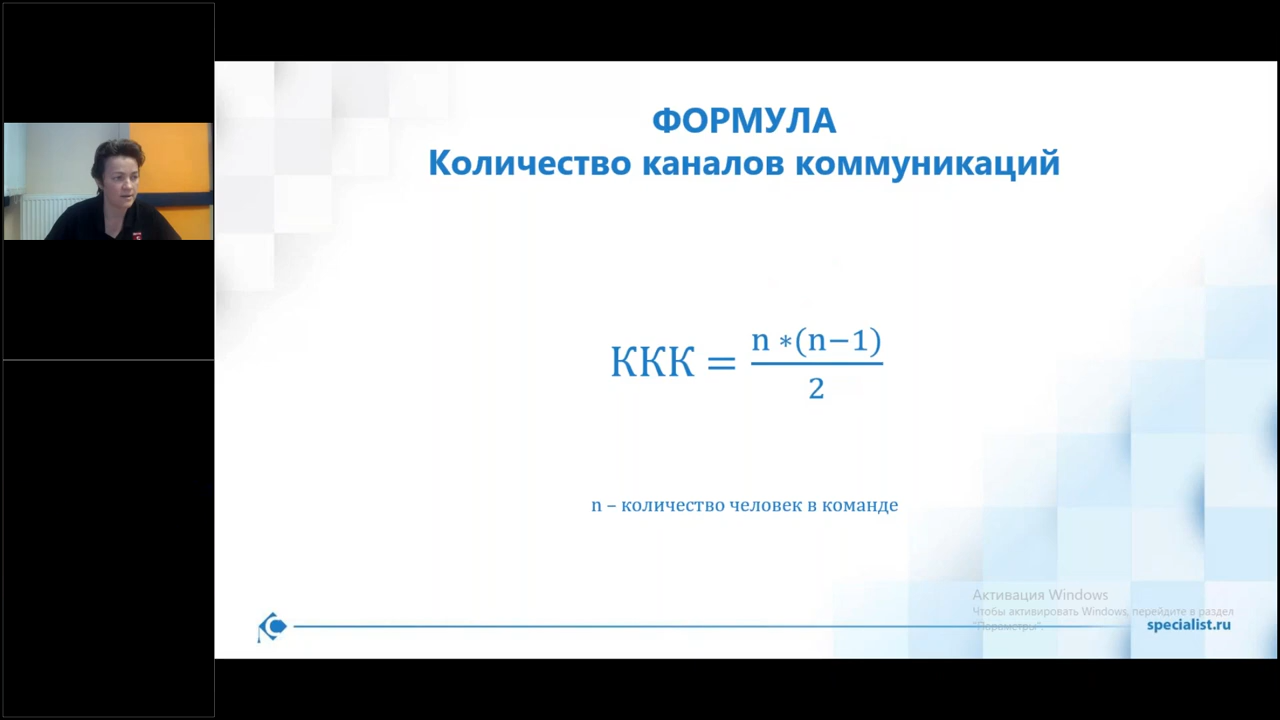 ФОРМУЛА
Количество каналов коммуникаций
ККК = n *(n−1) / 2
n – количество человек в команде
Активация Windows
Чтобы активировать Windows, перейдите в раздел
"Параметры".
specialist.ru